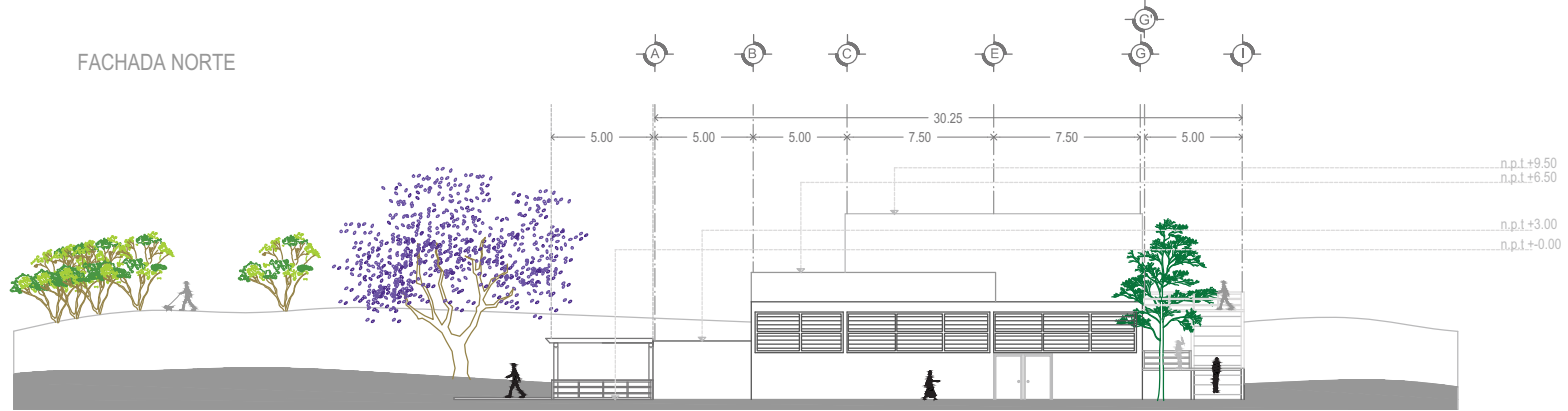 G'
A B C E G I
FACHADA NORTE
30.25
5.00 5.00 5.00 7.50 7.50 5.00
n.p.t +9.50
n.p.t +6.50
n.p.t +3.00
n.p.t +-0.00